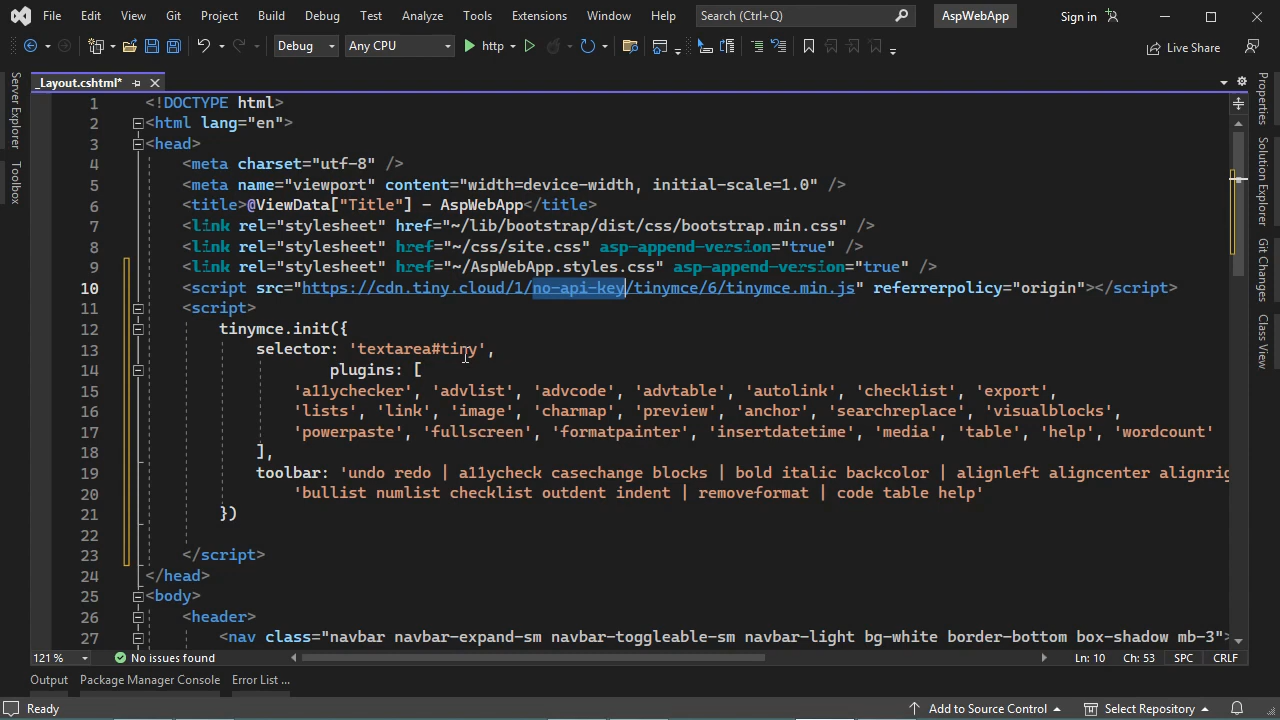 File Edit View Git Project Build Debug Test Analyze Tools Extensions Window Help Search (Ctrl+Q) AspWebApp Sign in
Debug Any CPU http Live Share
_Layout.cshtml*
Server Explorer
Toolbox
1 <!DOCTYPE html>
2 <html lang="en">
3 <head>
4 <meta charset="utf-8" />
5 <meta name="viewport" content="width=device-width, initial-scale=1.0" />
6 <title>@ViewData["Title"] - AspWebApp</title>
7 <link rel="stylesheet" href="~/lib/bootstrap/dist/css/bootstrap.min.css" />
8 <link rel="stylesheet" href="~/css/site.css" asp-append-version="true" />
9 <link rel="stylesheet" href="~/AspWebApp.styles.css" asp-append-version="true" />
10 <script src="https://cdn.tiny.cloud/1/no-api-key/tinymce/6/tinymce.min.js" referrerpolicy="origin"></script>
11 <script>
12 tinymce.init({
13 selector: 'textarea#tiny',
14 plugins: [
15 'a11ychecker', 'advlist', 'advcode', 'advtable', 'autolink', 'checklist', 'export',
16 'lists', 'link', 'image', 'charmap', 'preview', 'anchor', 'searchreplace', 'visualblocks',
17 'powerpaste', 'fullscreen', 'formatpainter', 'insertdatetime', 'media', 'table', 'help', 'wordcount'
18 ],
19 toolbar: 'undo redo | a11ycheck casechange blocks | bold italic backcolor | alignleft aligncenter alignrig
20 'bullist numlist checklist outdent indent | removeformat | code table help'
21 })
22
23 </script>
24 </head>
25 <body>
26 <header>
27 <nav class="navbar navbar-expand-sm navbar-toggleable-sm navbar-light bg-white border-bottom box-shadow mb-3">
Properties
Solution Explorer
Git Changes
Class View
121 % No issues found Ln: 10 Ch: 53 SPC CRLF
Output Package Manager Console Error List ...
Ready Add to Source Control Select Repository